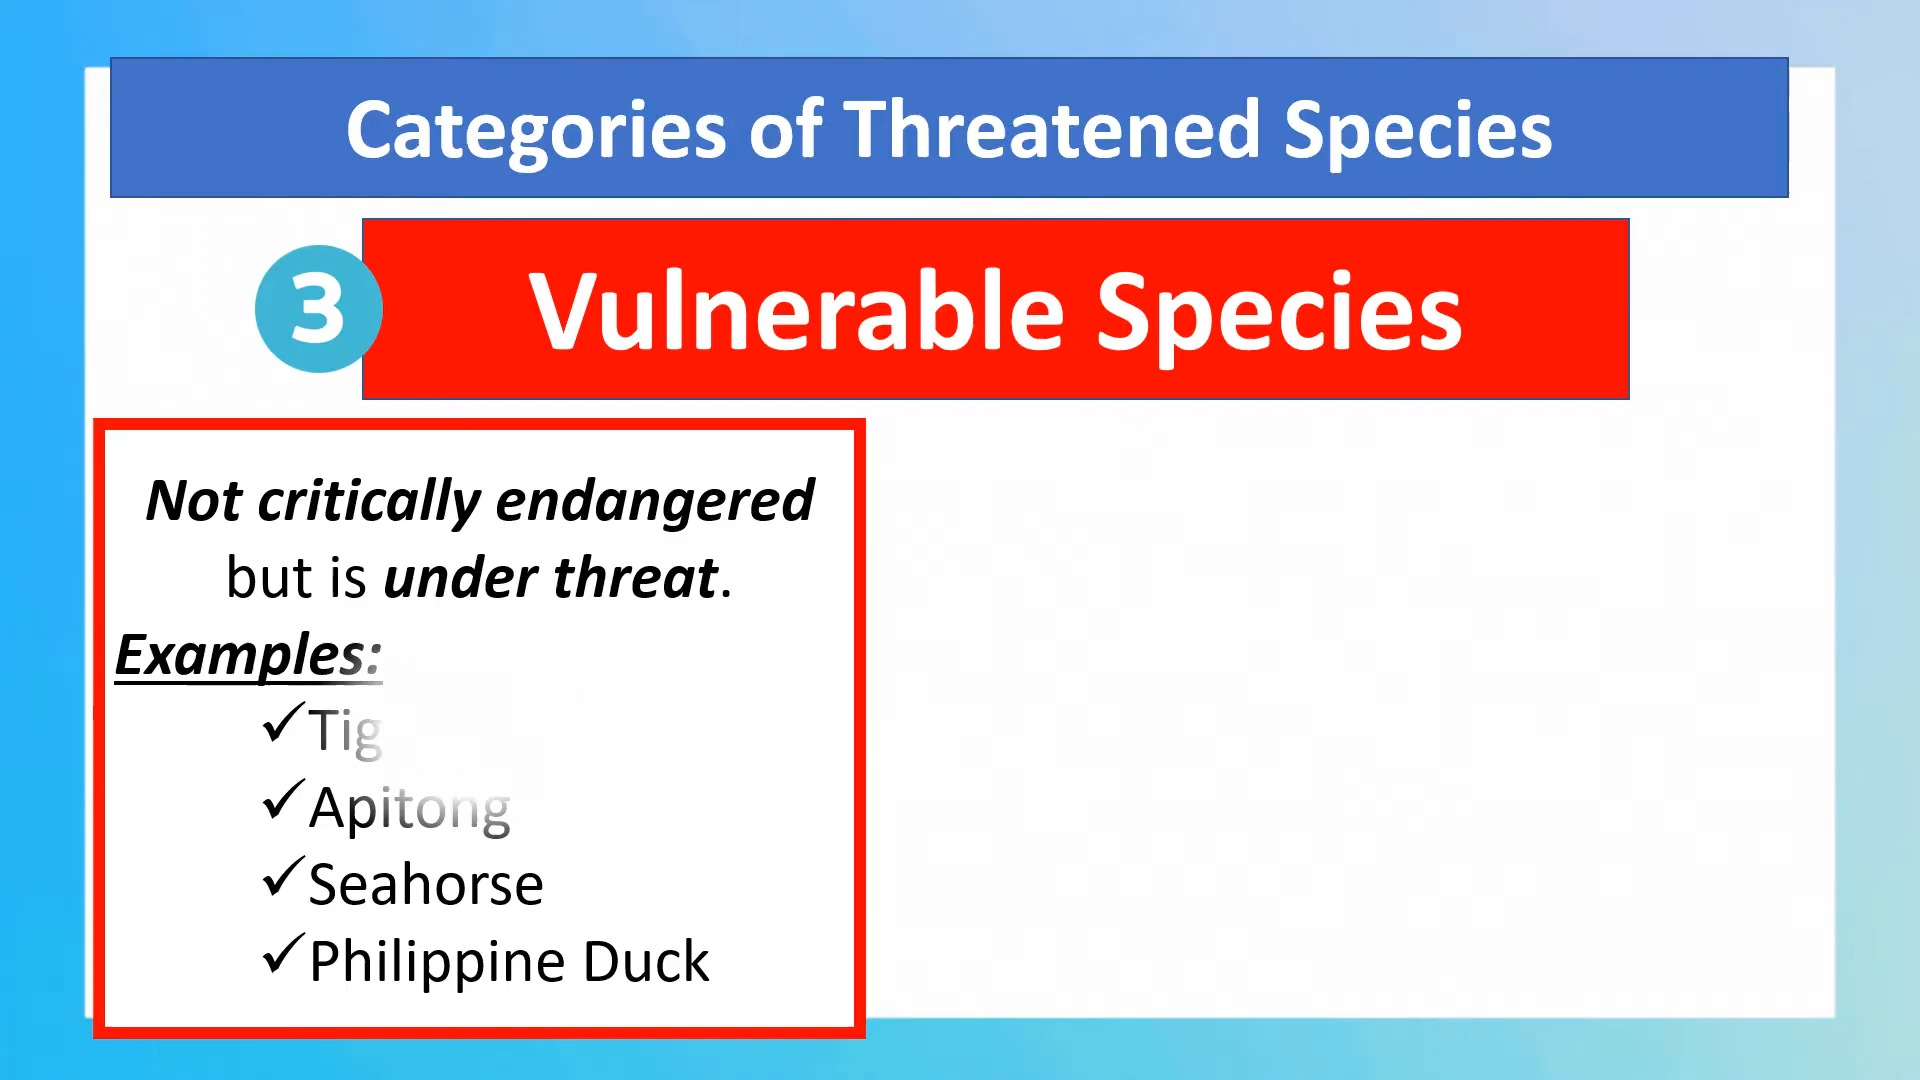 Categories of Threatened Species
3
Vulnerable Species
Not critically endangered
but is under threat.
Examples:
✓Tig
✓Apitong
✓Seahorse
✓Philippine Duck